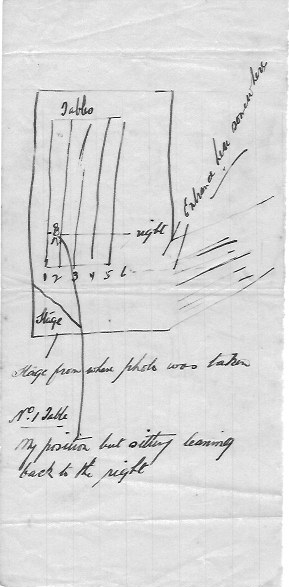 Tables
Entrance here somewhere
right
1 2 3 4 5 6
Stage
Stage from where photo was taken
No. 1 Table
My position but sitting leaning
back to the right